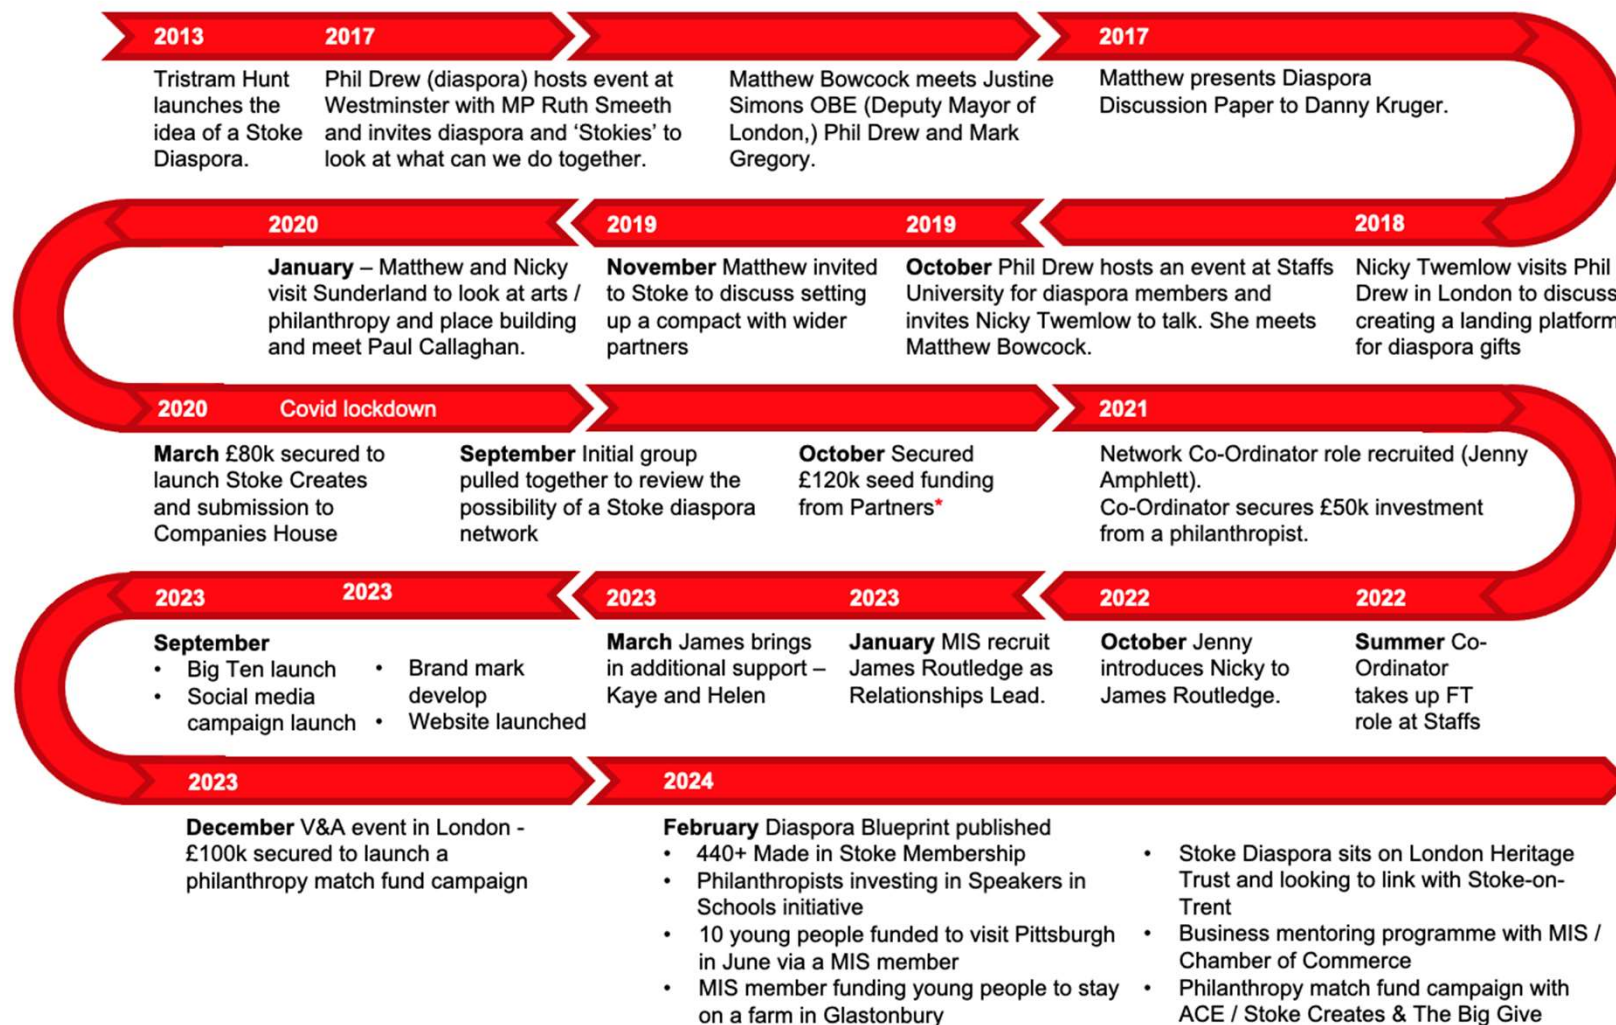 2013
2017
2017
Tristram Hunt
launches the
idea of a Stoke
Diaspora.
Phil Drew (diaspora) hosts event at
Westminster with MP Ruth Smeeth
and invites diaspora and ‘Stokies’ to
look at what can we do together.
Matthew Bowcock meets Justine
Simons OBE (Deputy Mayor of
London,) Phil Drew and Mark
Gregory.
Matthew presents Diaspora
Discussion Paper to Danny Kruger.
2018
Nicky Twemlow visits Phil
Drew in London to discuss
creating a landing platform
for diaspora gifts
2019
October Phil Drew hosts an event at Staffs
University for diaspora members and
invites Nicky Twemlow to talk. She meets
Matthew Bowcock.
2019
November Matthew invited
to Stoke to discuss setting
up a compact with wider
partners
2020
January – Matthew and Nicky
visit Sunderland to look at arts /
philanthropy and place building
and meet Paul Callaghan.
2020
Covid lockdown
March £80k secured to
launch Stoke Creates
and submission to
Companies House
September Initial group
pulled together to review the
possibility of a Stoke diaspora
network
October Secured
£120k seed funding
from Partners*
2021
Network Co-Ordinator role recruited (Jenny
Amphlett).
Co-Ordinator secures £50k investment
from a philanthropist.
2022
Summer Co-
Ordinator
takes up FT
role at Staffs
2022
October Jenny
introduces Nicky to
James Routledge.
2023
January MIS recruit
James Routledge as
Relationships Lead.
2023
March James brings
in additional support –
Kaye and Helen
2023
2023
September
• Big Ten launch
• Social media
campaign launch
• Brand mark
develop
• Website launched
2023
December V&A event in London -
£100k secured to launch a
philanthropy match fund campaign
2024
February Diaspora Blueprint published
• 440+ Made in Stoke Membership
• Philanthropists investing in Speakers in
Schools initiative
• 10 young people funded to visit Pittsburgh
in June via a MIS member
• MIS member funding young people to stay
on a farm in Glastonbury
• Stoke Diaspora sits on London Heritage
Trust and looking to link with Stoke-on-
Trent
• Business mentoring programme with MIS /
Chamber of Commerce
• Philanthropy match fund campaign with
ACE / Stoke Creates & The Big Give